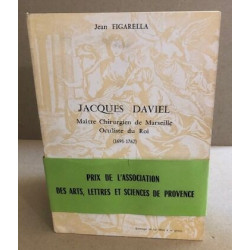 Jean FIGARELLA
JACQUES DAVIEL
Maître Chirurgien de Marseille
Oculiste du Roi
(1693-1762)
PRIX DE L'ASSOCIATION
DES ARTS, LETTRES ET SCIENCES DE PROVENCE